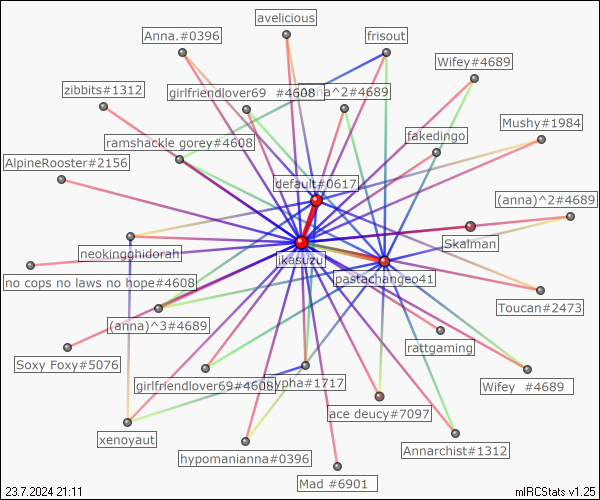 avelicious
Anna.#0396
frisout
Wifey#4689
zibbits#1312
girlfriendlover69 #4608
anna^2#4689
Mushy#1984
fakedingo
ramshackle gorey#4608
AlpineRooster#2156
default#0617
(anna)^2#4689
Skalman
neokingghidorah
ikasuzu
pastachangeo41
no cops no laws no hope#4608
Toucan#2473
(anna)^3#4689
rattgaming
Soxy Foxy#5076
girlfriendlover69#4608
sypha#1717
Wifey #4689
ace deucy#7097
xenoyaut
Annarchist#1312
hypomanianna#0396
Mad #6901
23.7.2024 21:11
mIRCStats v1.25